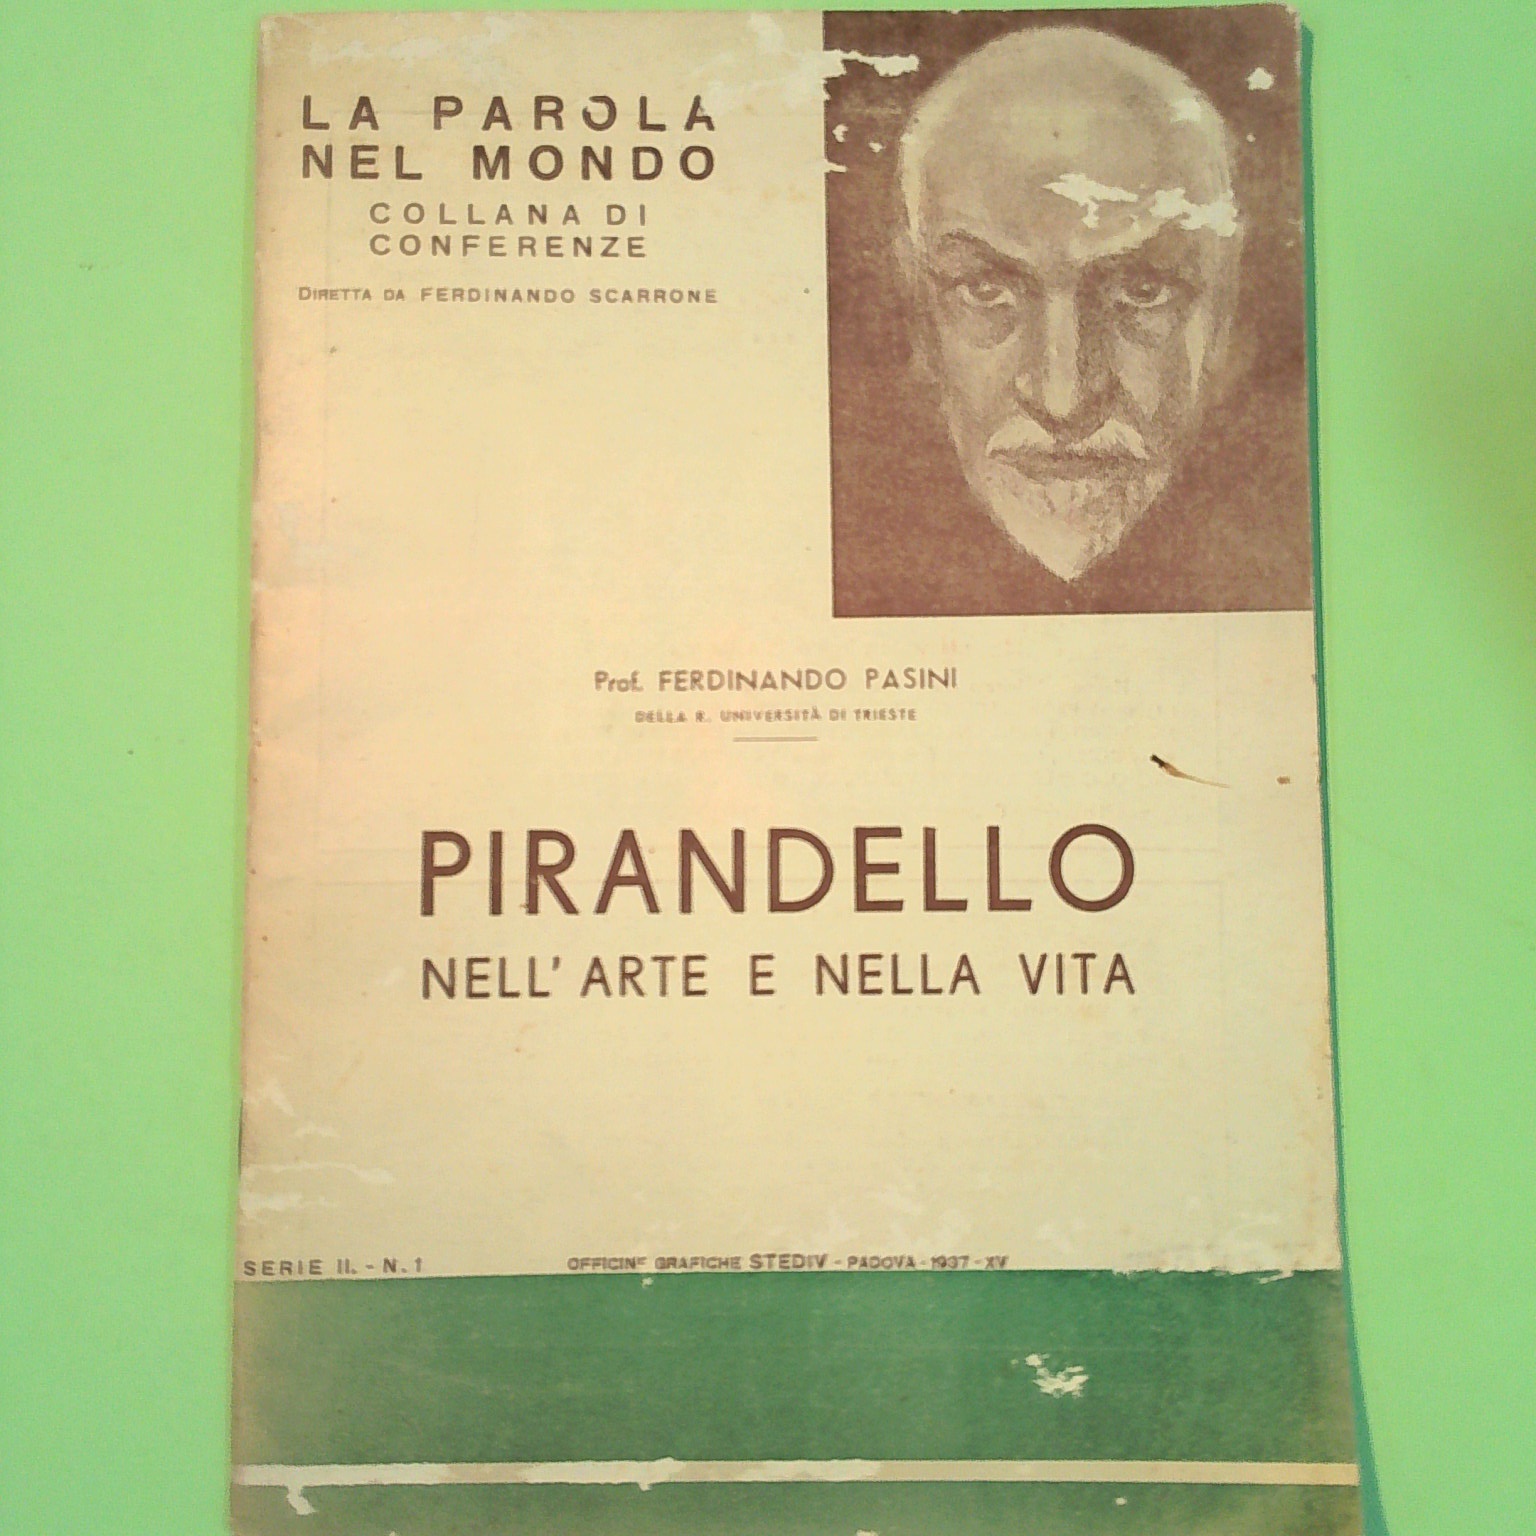 LA PAROLA
NEL MONDO
COLLANA DI
CONFERENZE
DIRETTA DA FERDINANDO SCARRONE
Prof. FERDINANDO PASINI
DELLA R. UNIVERSITÀ DI TRIESTE
PIRANDELLO
NELL' ARTE E NELLA VITA
SERIE II. - N. 1
OFFICINE GRAFICHE STEDIV - PADOVA - 1937 - XV